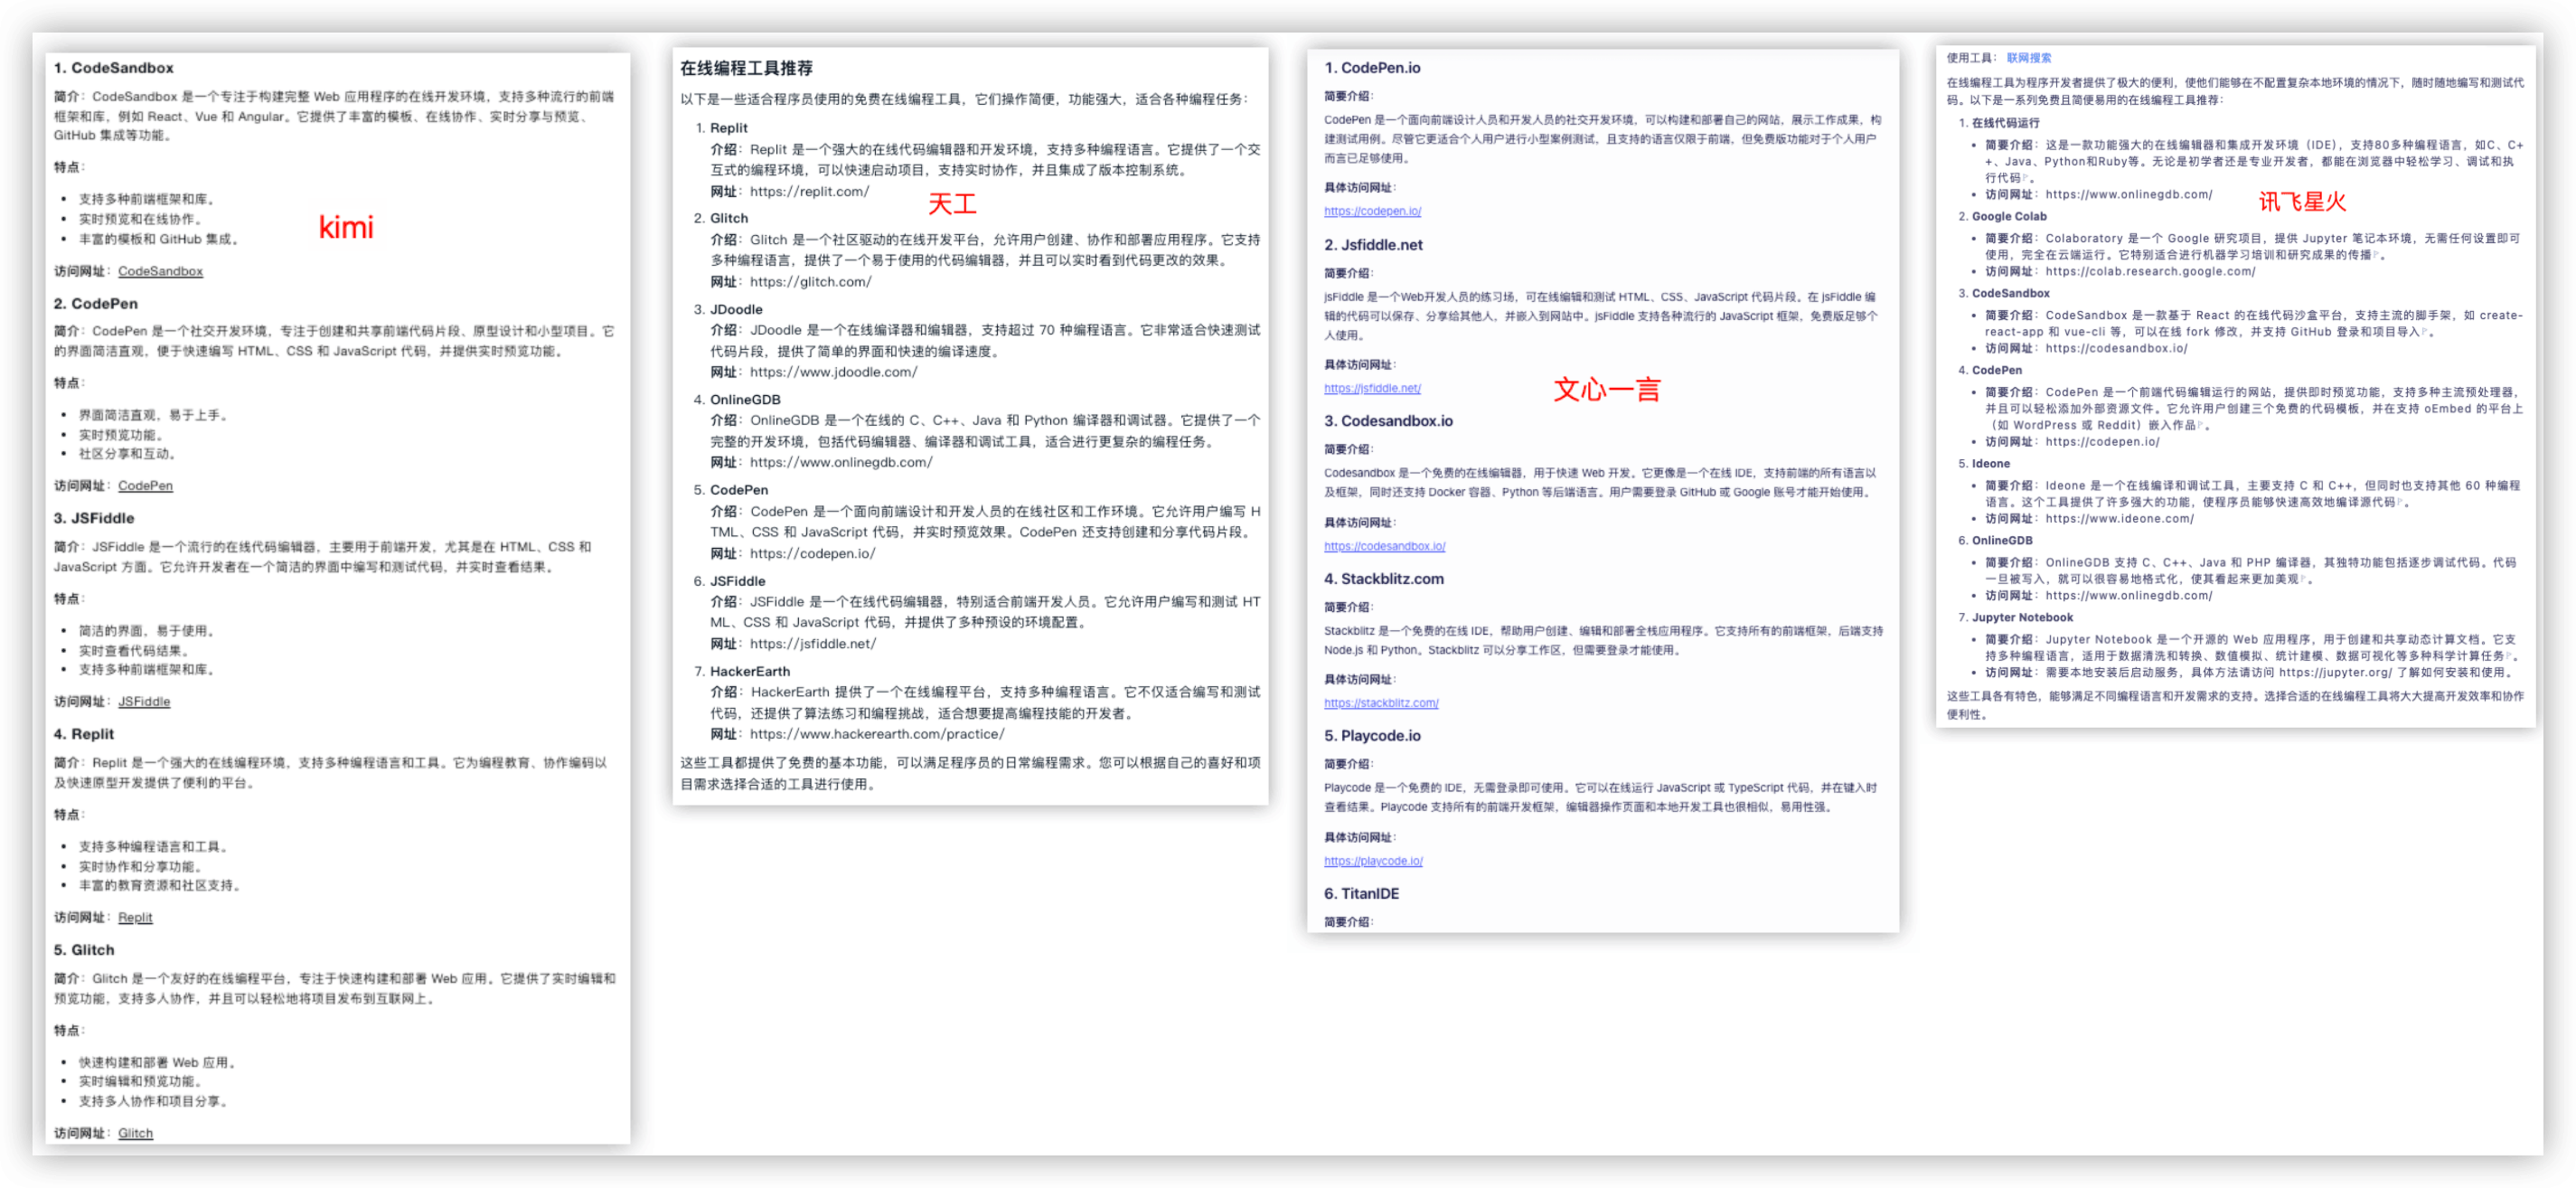 1. CodeSandbox
简介：CodeSandbox 是一个专注于构建完整 Web 应用程序的在线开发环境，支持多种流行的前端
框架和库，例如 React、Vue 和 Angular。它提供了丰富的模板、在线协作、实时分享与预览、
GitHub 集成等功能。
特点：
• 支持多种前端框架和库。
• 实时预览和在线协作。
• 丰富的模板和 GitHub 集成。
kimi
访问网址：CodeSandbox
2. CodePen
简介：CodePen 是一个社交开发环境，专注于创建和共享前端代码片段、原型设计和小型项目。它
的界面简洁直观，便于快速编写 HTML、CSS 和 JavaScript 代码，并提供实时预览功能。
特点：
• 界面简洁直观，易于上手。
• 实时预览功能。
• 社区分享和互动。
访问网址：CodePen
3. JSFiddle
简介：JSFiddle 是一个流行的在线代码编辑器，主要用于前端开发，尤其是在 HTML、CSS 和
JavaScript 方面。它允许开发者在一个简洁的界面中编写和测试代码，并实时查看结果。
特点：
• 简洁的界面，易于使用。
• 实时查看代码结果。
• 支持多种前端框架和库。
访问网址：JSFiddle
4. Replit
简介：Replit 是一个强大的在线编程环境，支持多种编程语言和工具。它为编程教育、协作编码以
及快速原型开发提供了便利的平台。
特点：
• 支持多种编程语言和工具。
• 实时协作和分享功能。
• 丰富的教育资源和社区支持。
访问网址：Replit
5. Glitch
简介：Glitch 是一个友好的在线编程平台，专注于快速构建和部署 Web 应用。它提供了实时编辑和
预览功能，支持多人协作，并且可以轻松地将项目发布到互联网上。
特点：
• 快速构建和部署 Web 应用。
• 实时编辑和预览功能。
• 支持多人协作和项目分享。
访问网址：Glitch
在线编程工具推荐
以下是一些适合程序员使用的免费在线编程工具，它们操作简便，功能强大，适合各种编程任务：
1. Replit
介绍：Replit 是一个强大的在线代码编辑器和开发环境，支持多种编程语言。它提供了一个交
互式的编程环境，可以快速启动项目，支持实时协作，并且集成了版本控制系统。
网址：https://replit.com/
天工
2. Glitch
介绍：Glitch 是一个社区驱动的在线开发平台，允许用户创建、协作和部署应用程序。它支持
多种编程语言，提供了一个易于使用的代码编辑器，并且可以实时看到代码更改的效果。
网址：https://glitch.com/
3. JDoodle
介绍：JDoodle 是一个在线编译器和编辑器，支持超过 70 种编程语言。它非常适合快速测试
代码片段，提供了简单的界面和快速的编译速度。
网址：https://www.jdoodle.com/
4. OnlineGDB
介绍：OnlineGDB 是一个在线的 C、C++、Java 和 Python 编译器和调试器。它提供了一个
完整的开发环境，包括代码编辑器、编译器和调试工具，适合进行更复杂的编程任务。
网址：https://www.onlinegdb.com/
5. CodePen
介绍：CodePen 是一个面向前端设计和开发人员的在线社区和工作环境。它允许用户编写 H
TML、CSS 和 JavaScript 代码，并实时预览效果。CodePen 还支持创建和分享代码片段。
网址：https://codepen.io/
6. JSFiddle
介绍：JSFiddle 是一个在线代码编辑器，特别适合前端开发人员。它允许用户编写和测试 HT
ML、CSS 和 JavaScript 代码，并提供了多种预设的环境配置。
网址：https://jsfiddle.net/
7. HackerEarth
介绍：HackerEarth 提供了一个在线编程平台，支持多种编程语言。它不仅适合编写和测试
代码，还提供了算法练习和编程挑战，适合想要提高编程技能的开发者。
网址：https://www.hackerearth.com/practice/
这些工具都提供了免费的基本功能，可以满足程序员的日常编程需求。您可以根据自己的喜好和项
目需求选择合适的工具进行使用。
1. CodePen.io
简要介绍：
CodePen 是一个面向前端设计人员和开发人员的社交开发环境，可以构建和部署自己的网站，展示工作成果，构
建测试用例。尽管它更适合个人用户进行小型案例测试，且支持的语言仅限于前端，但免费版功能对于个人用户
而言已足够使用。
具体访问网址：
https://codepen.io/
2. Jsfiddle.net
简要介绍：
jsFiddle 是一个Web开发人员的练习场，可在线编辑和测试 HTML、CSS、JavaScript 代码片段。在 jsFiddle 编
辑的代码可以保存、分享给其他人，并嵌入到网站中。jsFiddle 支持各种流行的 JavaScript 框架，免费版足够个
人使用。
具体访问网址：
https://jsfiddle.net/
文心一言
3. Codesandbox.io
简要介绍：
Codesandbox 是一个免费的在线编辑器，用于快速 Web 开发。它更像是一个在线 IDE，支持前端的所有语言以
及框架，同时还支持 Docker 容器、Python 等后端语言。用户需要登录 GitHub 或 Google 账号才能开始使用。
具体访问网址：
https://codesandbox.io/
4. Stackblitz.com
简要介绍：
Stackblitz 是一个免费的在线 IDE，帮助用户创建、编辑和部署全栈应用程序。它支持所有的前端框架，后端支持
Node.js 和 Python。Stackblitz 可以分享工作区，但需要登录才能使用。
具体访问网址：
https://stackblitz.com/
5. Playcode.io
简要介绍：
Playcode 是一个免费的 IDE，无需登录即可使用。它可以在线运行 JavaScript 或 TypeScript 代码，并在键入时
查看结果。Playcode 支持所有的前端开发框架，编辑器操作页面和本地开发工具也很相似，易用性强。
具体访问网址：
https://playcode.io/
6. TitanIDE
简要介绍：
使用工具： 联网搜索
在线编程工具为程序开发者提供了极大的便利，使他们能够在不配置复杂本地环境的情况下，随时随地编写和测试代
码。以下是一系列免费且简便易用的在线编程工具推荐：
1. 在线代码运行
• 简要介绍：这是一款功能强大的在线编辑器和集成开发环境（IDE），支持80多种编程语言，如C、C+
+、Java、Python和Ruby等。无论是初学者还是专业开发者，都能在浏览器中轻松学习、调试和执
行代码。
• 访问网址：https://www.onlinegdb.com/
讯飞星火
2. Google Colab
• 简要介绍：Colaboratory 是一个 Google 研究项目，提供 Jupyter 笔记本环境，无需任何设置即可
使用，完全在云端运行。它特别适合进行机器学习培训和研究成果的传播。
• 访问网址：https://colab.research.google.com/
3. CodeSandbox
• 简要介绍：CodeSandbox 是一款基于 React 的在线代码沙盒平台，支持主流的脚手架，如 create-
react-app 和 vue-cli 等，可以在线 fork 修改，并支持 GitHub 登录和项目导入。
• 访问网址：https://codesandbox.io/
4. CodePen
• 简要介绍：CodePen 是一个前端代码编辑运行的网站，提供即时预览功能，支持多种主流预处理器，
并且可以轻松添加外部资源文件。它允许用户创建三个免费的代码模板，并在支持 oEmbed 的平台上
（如 WordPress 或 Reddit）嵌入作品。
• 访问网址：https://codepen.io/
5. Ideone
• 简要介绍：Ideone 是一个在线编译和调试工具，主要支持 C 和 C++，但同时也支持其他 60 种编程
语言。这个工具提供了许多强大的功能，使程序员能够快速高效地编译源代码。
• 访问网址：https://www.ideone.com/
6. OnlineGDB
• 简要介绍：OnlineGDB 支持 C、C++、Java 和 PHP 编译器，其独特功能包括逐步调试代码。代码
一旦被写入，就可以很容易地格式化，使其看起来更加美观。
• 访问网址：https://www.onlinegdb.com/
7. Jupyter Notebook
• 简要介绍：Jupyter Notebook 是一个开源的 Web 应用程序，用于创建和共享动态计算文档。它支
持多种编程语言，适用于数据清洗和转换、数值模拟、统计建模、数据可视化等多种科学计算任务。
• 访问网址：需要本地安装后启动服务，具体方法请访问 https://jupyter.org/ 了解如何安装和使用。
这些工具各有特色，能够满足不同编程语言和开发需求的支持。选择合适的在线编程工具将大大提高开发效率和协作
便利性。